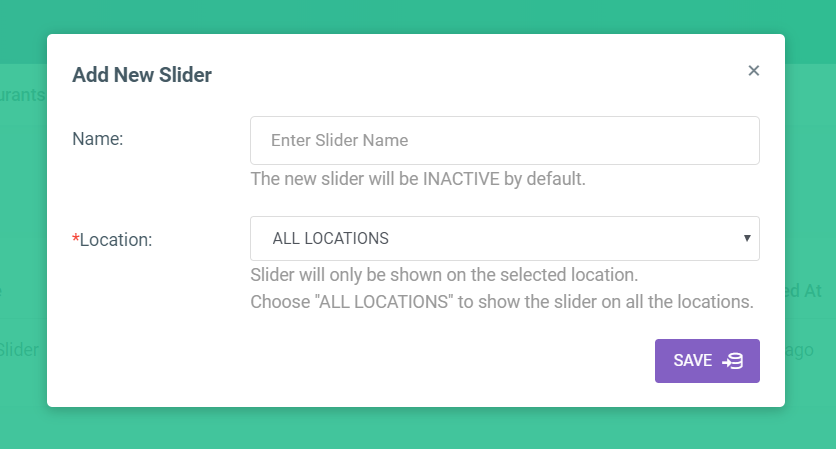 Add New Slider
×
urants
Name:
Enter Slider Name
The new slider will be INACTIVE by default.
*Location:
ALL LOCATIONS
Slider will only be shown on the selected location.
ed At
Choose "ALL LOCATIONS" to show the slider on all the locations.
Slider
ago
SAVE